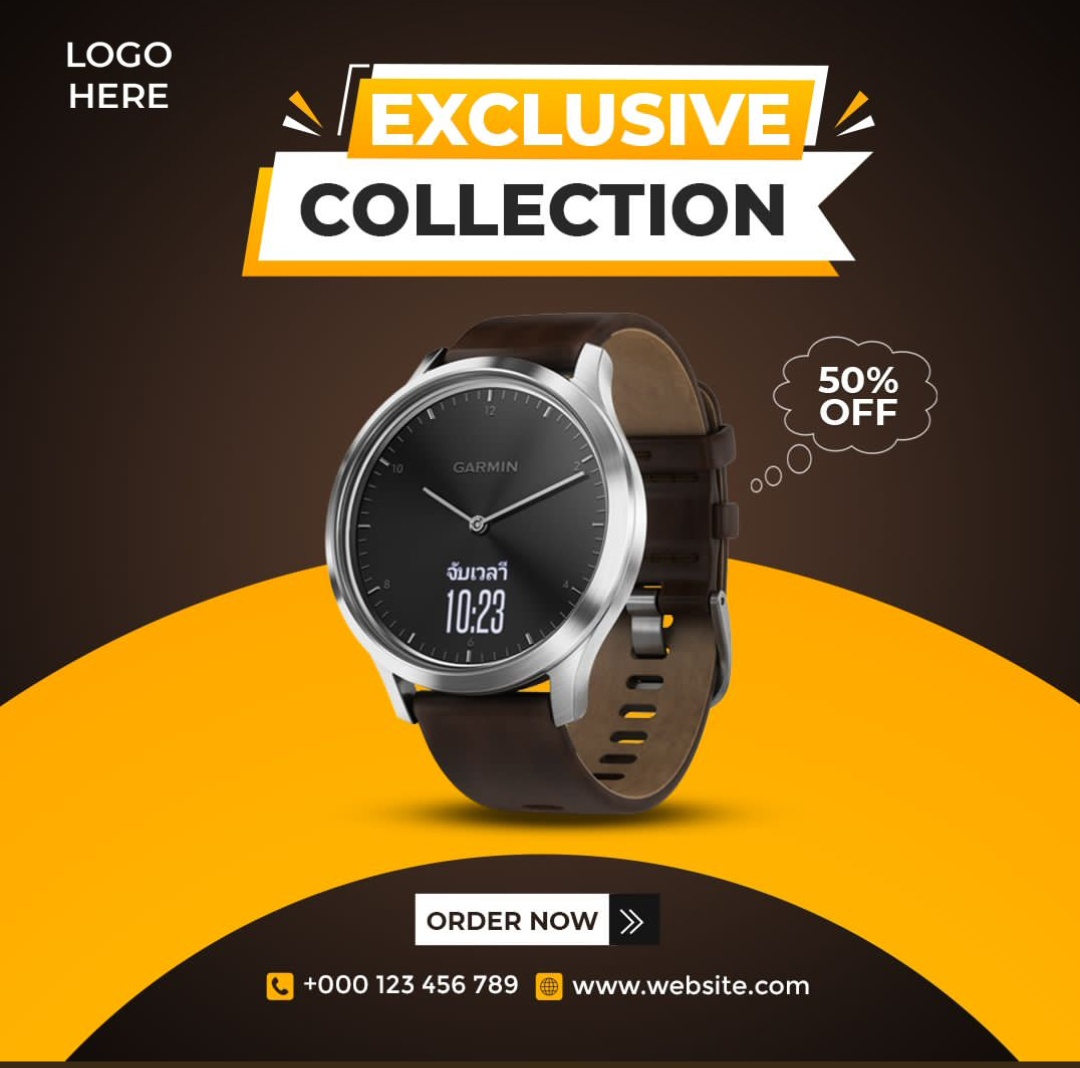 LOGO
HERE
EXCLUSIVE
COLLECTION
50%
OFF
12
10
GARMIN
2
จับเวลา
10:23
8
4
6
ORDER NOW
+000 123 456 789
www.website.com